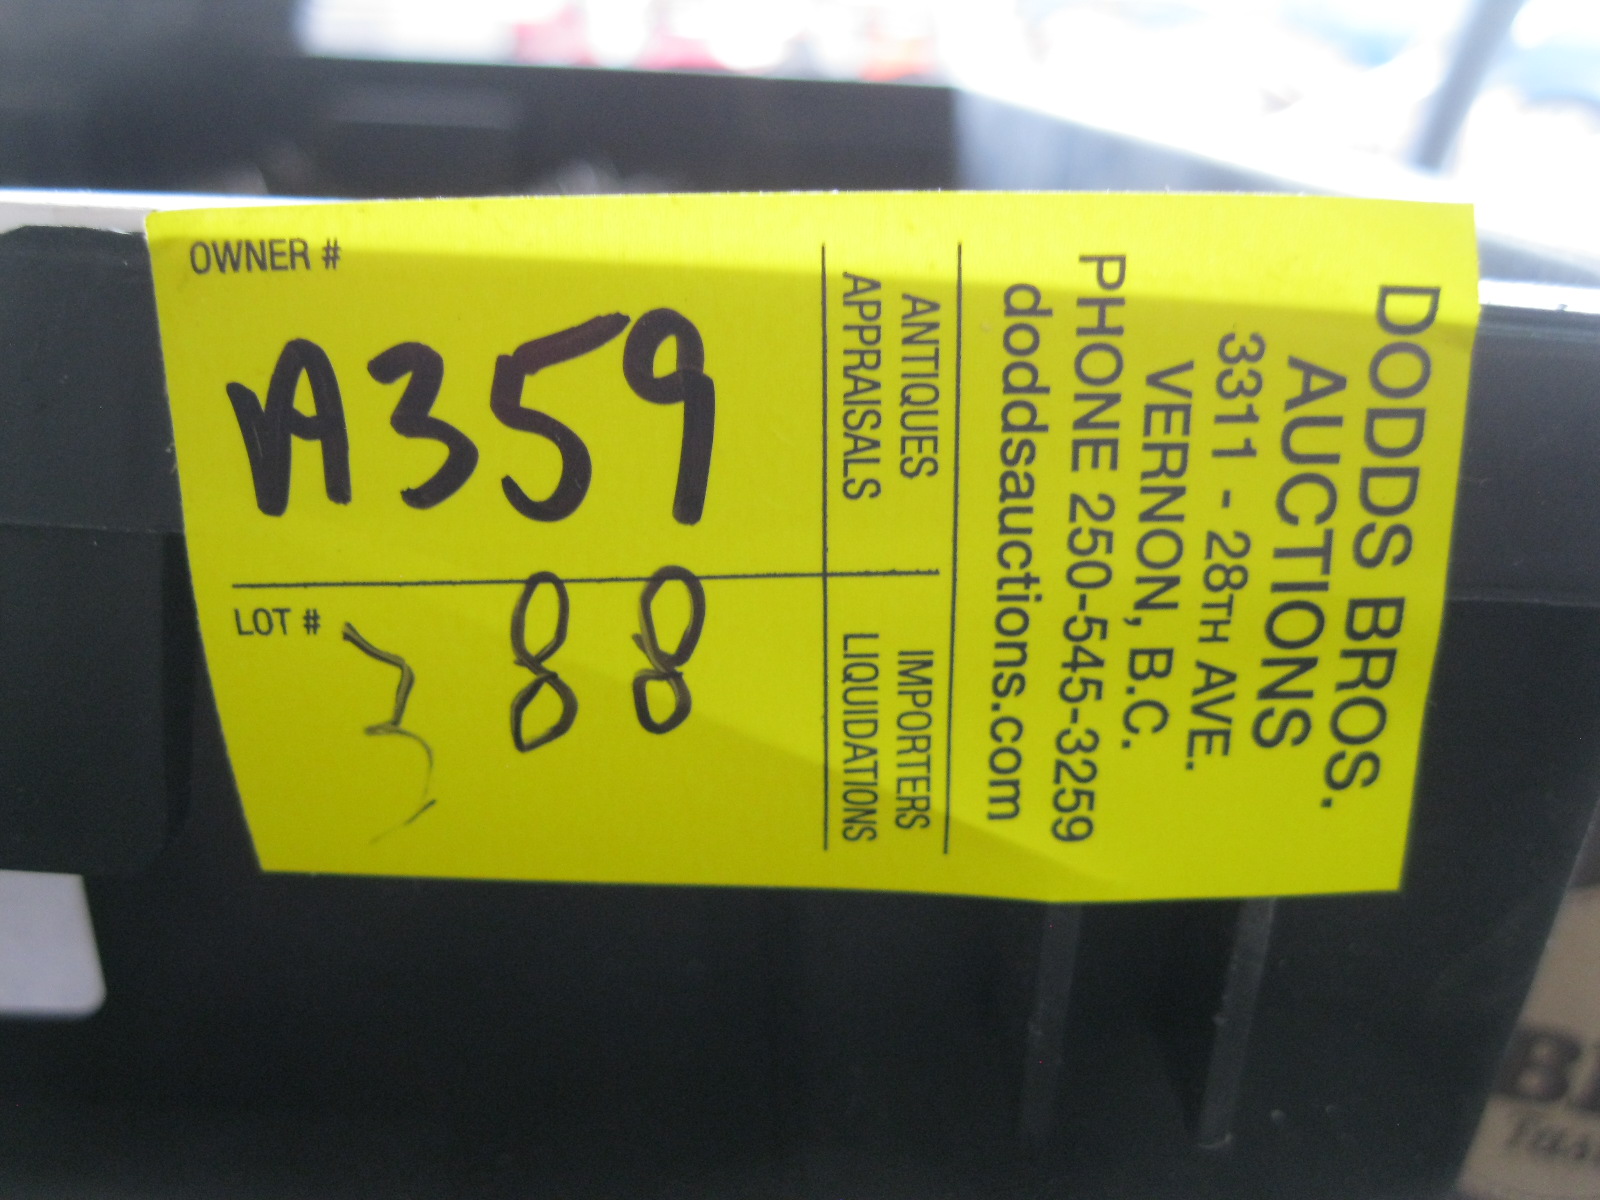 OWNER #
A359
LOT #
388
ANTIQUES
APPRAISALS
IMPORTERS
LIQUIDATIONS
DODDS BROS.
AUCTIONS
3311 - 28TH AVE.
VERNON, B.C.
PHONE 250-545-3259
doddsauctions.com